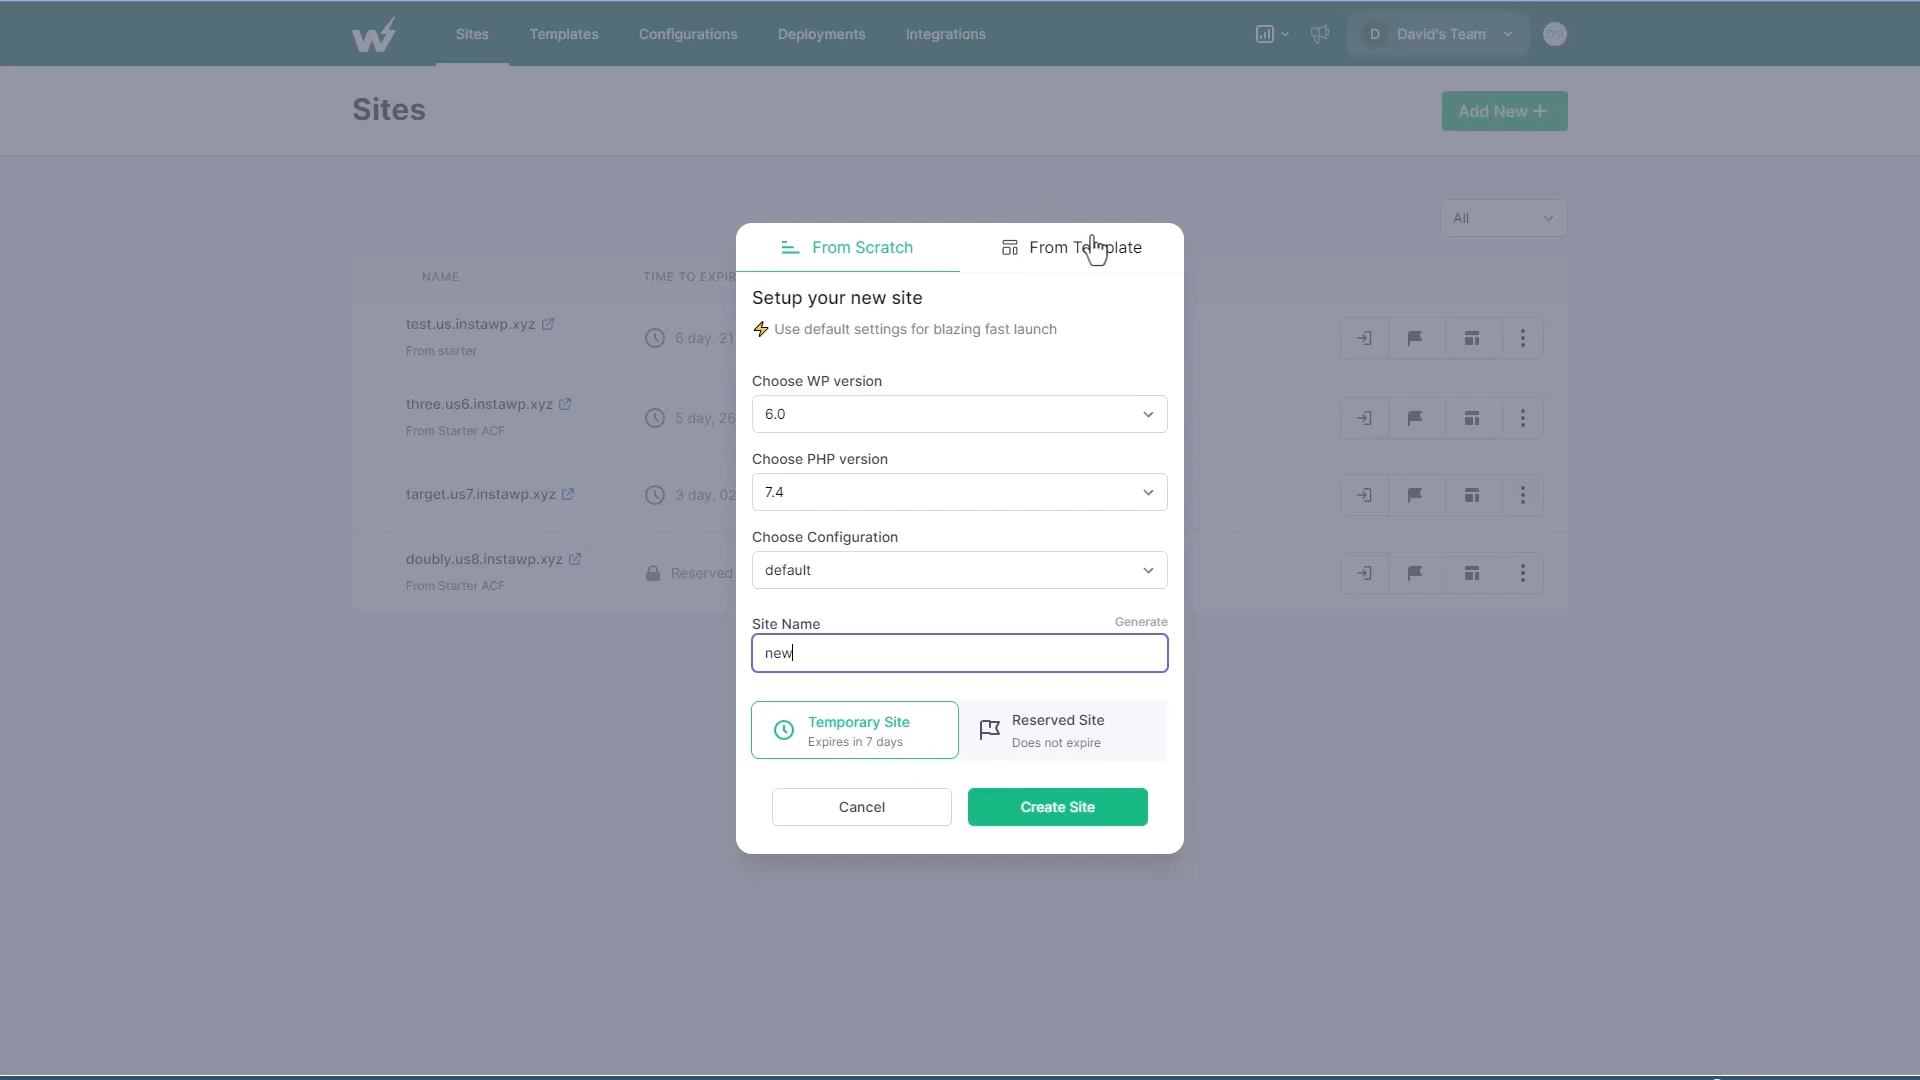 Sites
Templates
Configurations
Deployments
Integrations
D
David's Team
Sites
Add New +
All
NAME
TIME TO EXPIR
test.us.instawp.xyz
From starter
6 day, 21
three.us6.instawp.xyz
From Starter ACF
5 day, 26
target.us7.instawp.xyz
3 day, 02
doubly.us8.instawp.xyz
From Starter ACF
Reserved
From Scratch
From Template
Setup your new site
Use default settings for blazing fast launch
Choose WP version
6.0
Choose PHP version
7.4
Choose Configuration
default
Site Name
Generate
new
Temporary Site
Expires in 7 days
Reserved Site
Does not expire
Cancel
Create Site